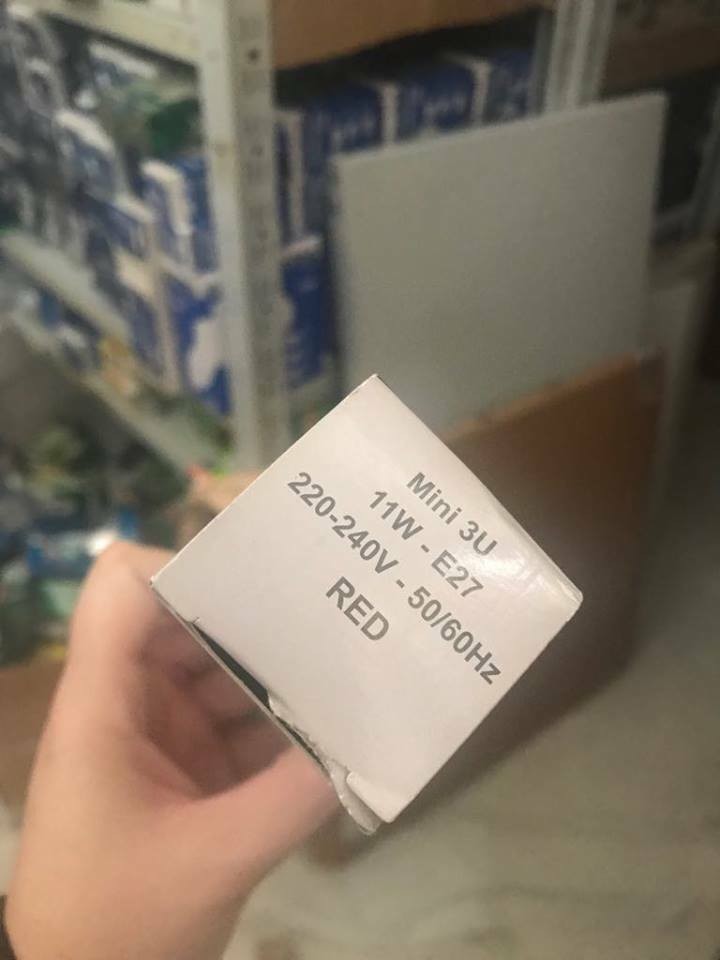 Mini 3U
11W - E27
220-240V - 50/60Hz
RED